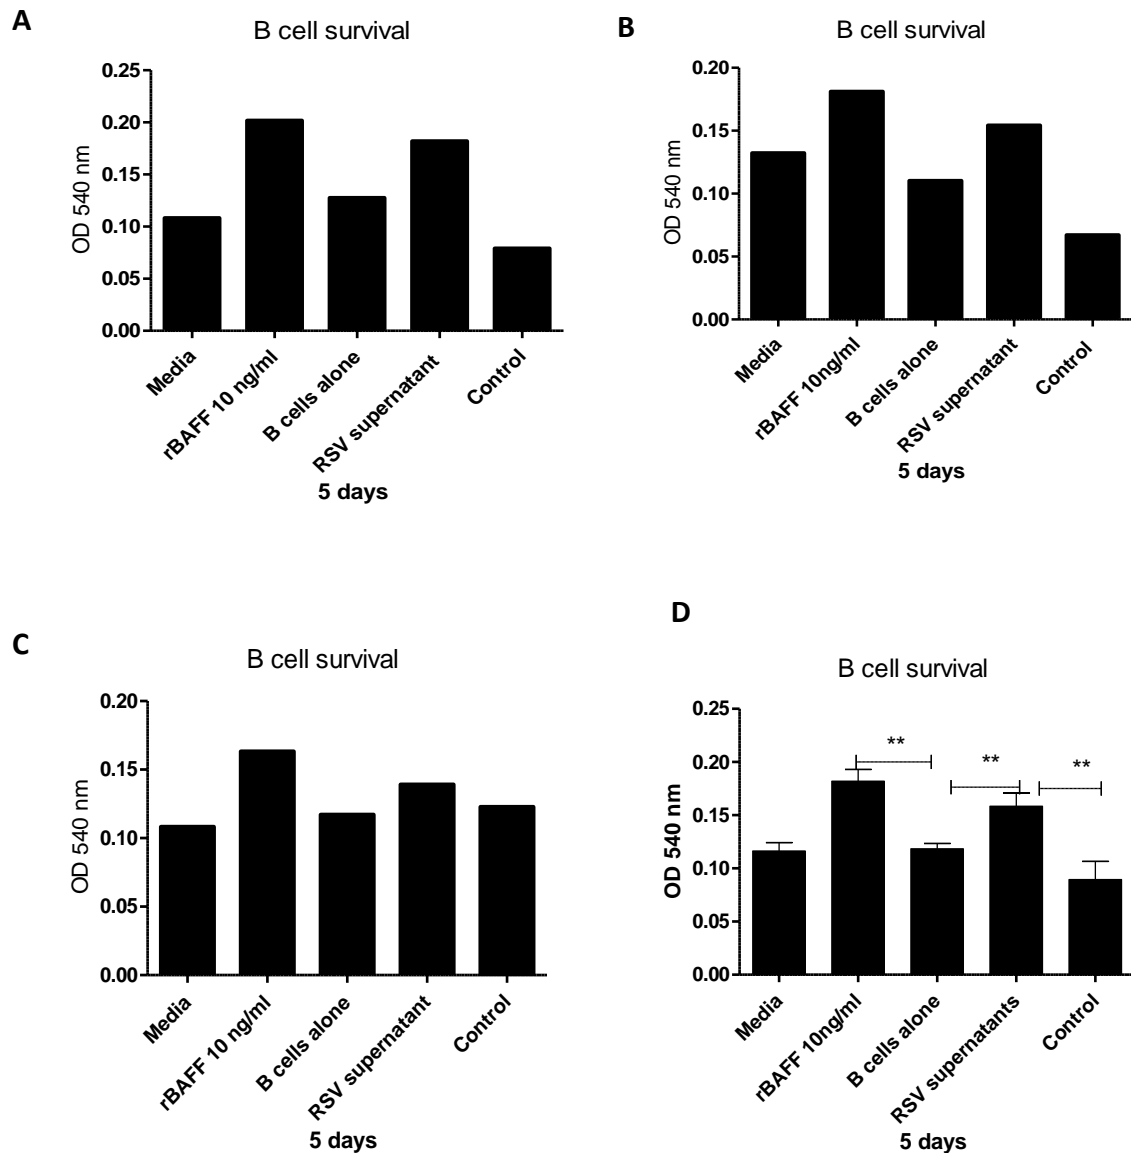 A
B cell survival
OD 540 nm
0.25
0.20
0.15
0.10
0.05
0.00
Media
rBAFF 10 ng/ml
B cells alone
RSV supernatant
Control
5 days
B
B cell survival
OD 540 nm
0.20
0.15
0.10
0.05
0.00
Media
rBAFF 10ng/ml
B cells alone
RSV supernatant
Control
5 days
C
B cell survival
OD 540 nm
0.20
0.15
0.10
0.05
0.00
Media
rBAFF 10 ng/ml
B cells alone
RSV supernatant
Control
5 days
D
B cell survival
OD 540 nm
0.25
0.20
0.15
0.10
0.05
0.00
**
**
**
Media
rBAFF 10ng/ml
B cells alone
RSV supernatants
Control
5 days